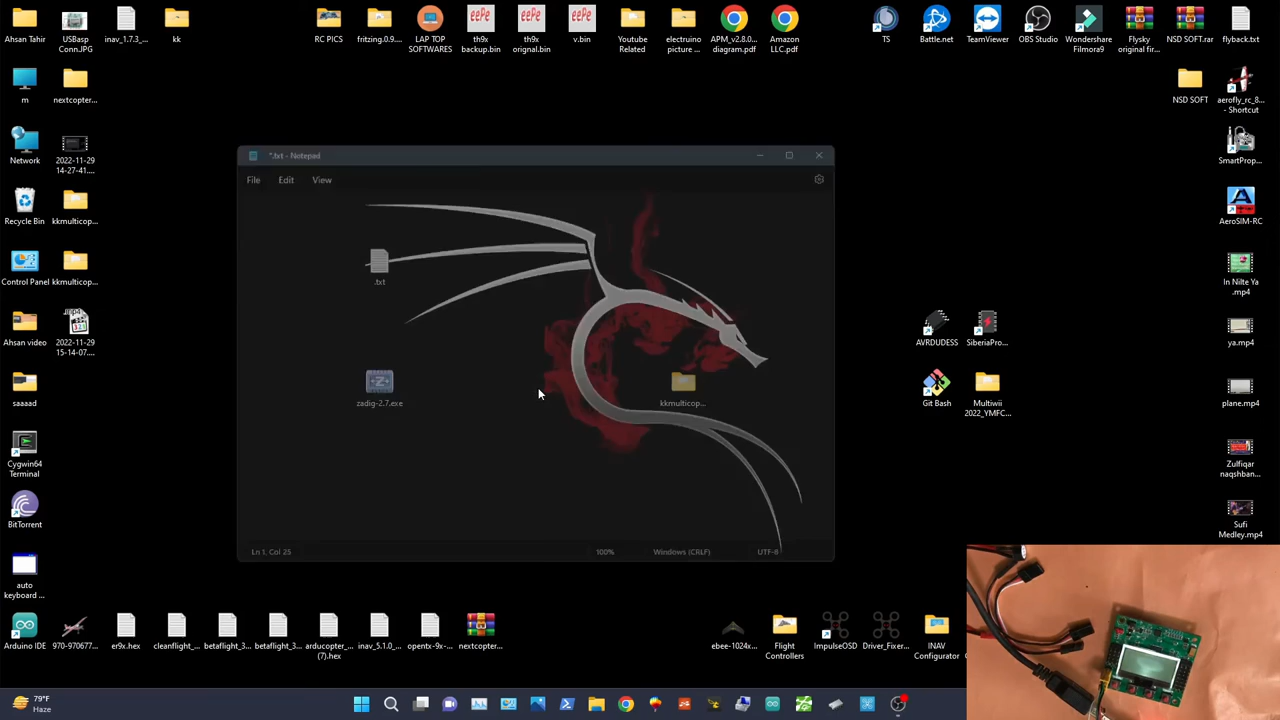 Ahsan Tahir
USBasp Conn.JPG
inav_1.7.3_...
kk
RC PICS
fritzing.0.9....
LAP TOP SOFTWARES
eePe
th9x backup.bin
eePe
th9x orignal.bin
eePe
v.bin
Youtube Related
electruino picture ...
APM_v2.8.0... diagram.pdf
Amazon LLC.pdf
TS
Battle.net
TeamViewer
OBS Studio
Wondershare Filmora9
Flysky original fir...
NSD SOFT.rar
flyback.txt
m
nextcopter...
NSD SOFT
aerofly_rc_8... - Shortcut
*.txt - Notepad
File Edit View
Network
2022-11-29 14-27-41....
SmartProp...
Recycle Bin
kkmulticop...
AeroSIM-RC
.txt
Control Panel
kkmulticop...
In Nilte Ya .mp4
Ahsan video
2022-11-29 15-14-07....
AVRDUDESS
SiberiaPro...
ya.mp4
saaaad
zadig-2.7.exe
kkmulticop...
Git Bash
Multiwii 2022_YMFC...
plane.mp4
Cygwin64 Terminal
Zulfiqar naqshban...
BitTorrent
Sufi Medley.mp4
Ln 1, Col 25
100%
Windows (CRLF)
UTF-8
auto keyboard ...
Arduino IDE
970-970677...
er9x.hex
cleanflight_...
betaflight_3...
betaflight_3...
arducopter_... (7).hex
inav_5.1.0_...
opentx-9x-...
nextcopter...
ebee-1024x...
Flight Controllers
ImpulseOSD
Driver_Fixer...
INAV Configurator
79°F
Haze